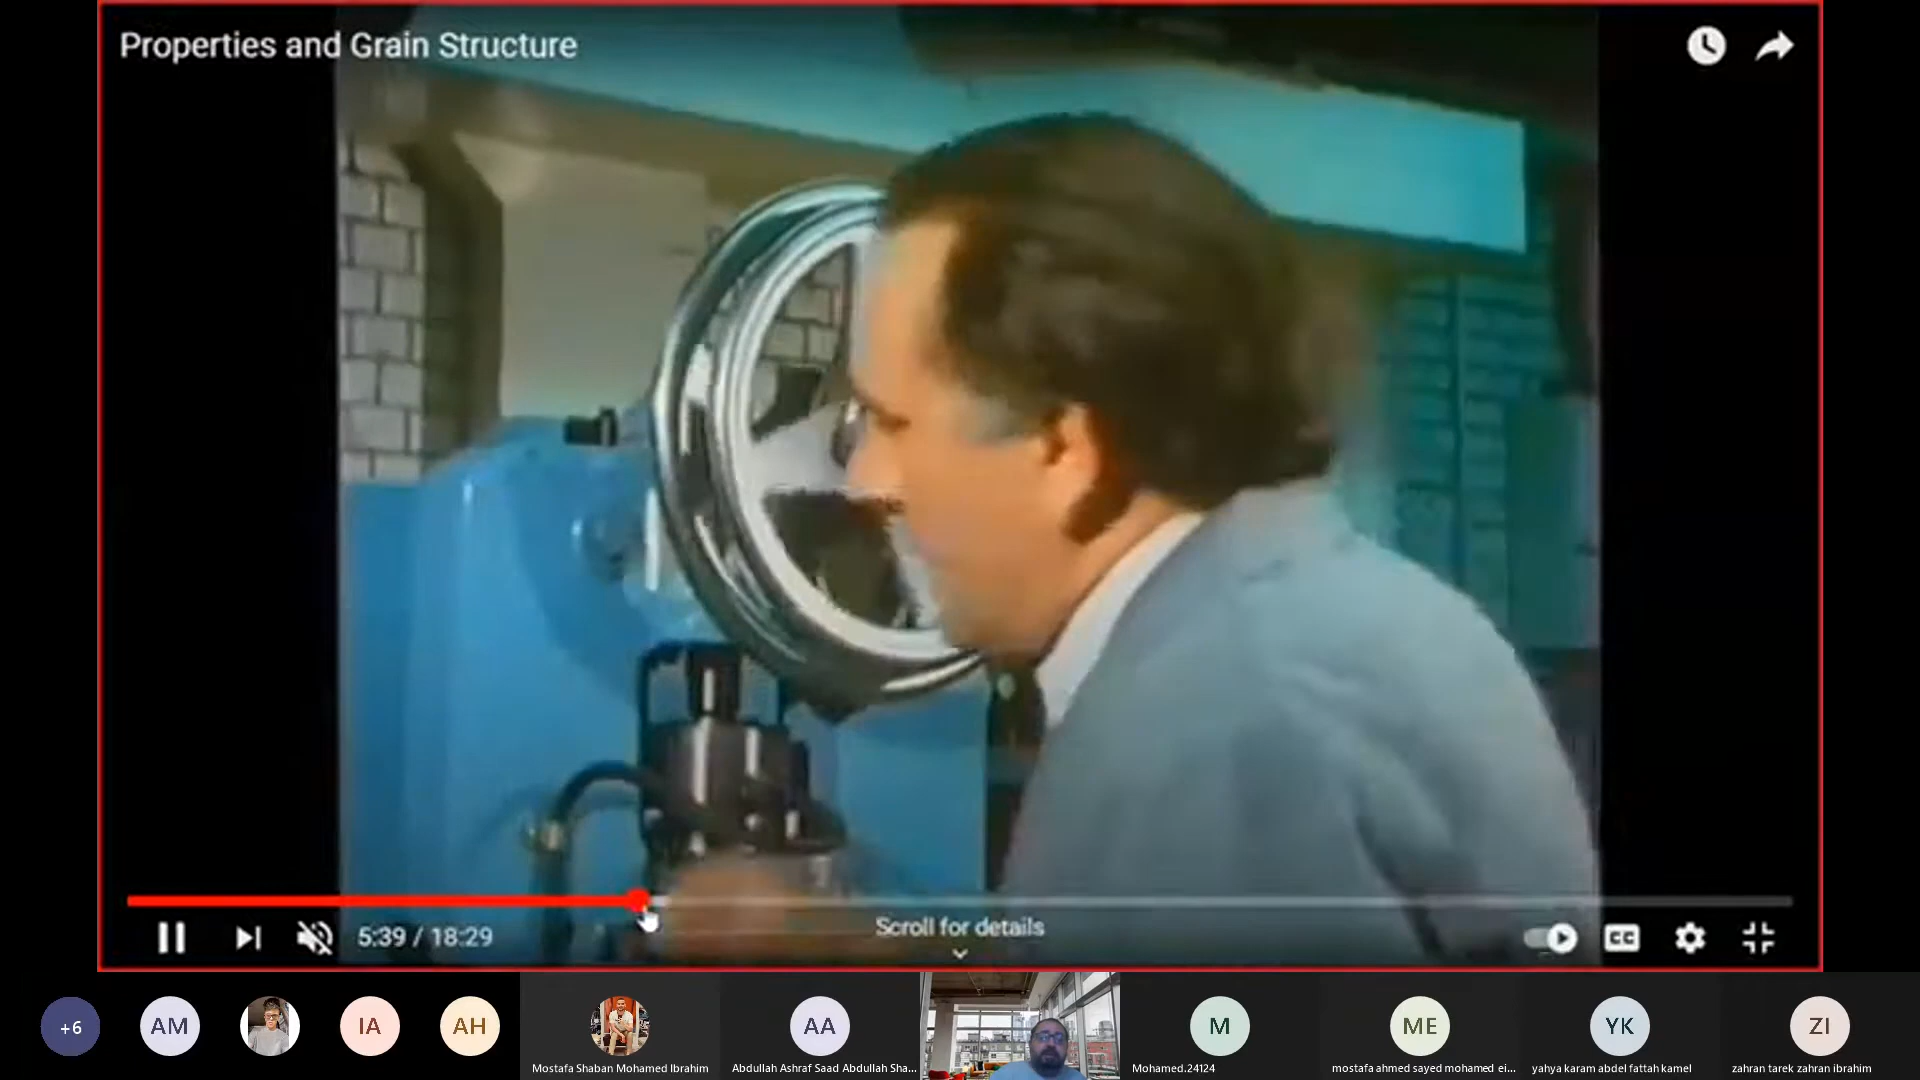 Properties and Grain Structure
5:39 / 18:29
Scroll for details
CC
+6
AM
IA
AH
Mostafa Shaban Mohamed Ibrahim
AA
Abdullah Ashraf Saad Abdullah Sha...
M
Mohamed.24124
ME
mostafa ahmed sayed mohamed ei...
YK
yahya karam abdel fattah kamel
ZI
zahran tarek zahran ibrahim